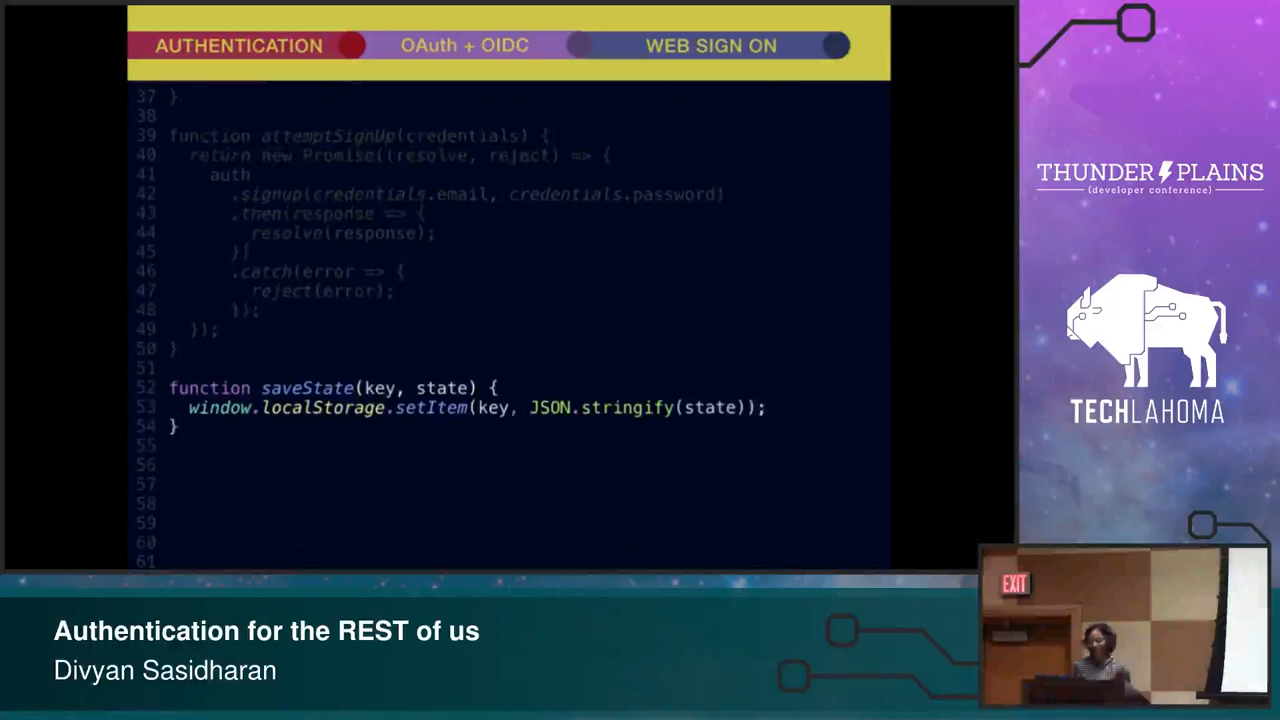 AUTHENTICATION OAuth + OIDC WEB SIGN ON
37 }
38
39 function attemptSignUp(credentials) {
40 return new Promise((resolve, reject) => {
41 auth
42 .signup(credentials.email, credentials.password)
43 .then(response => {
44 resolve(response);
45 })
46 .catch(error => {
47 reject(error);
48 });
49 });
50 }
51
52 function saveState(key, state) {
53 window.localStorage.setItem(key, JSON.stringify(state));
54 }
55
56
57
58
59
60
61
THUNDER PLAINS
{developer conference}
TECHLAHOMA
EXIT
Authentication for the REST of us
Divyan Sasidharan